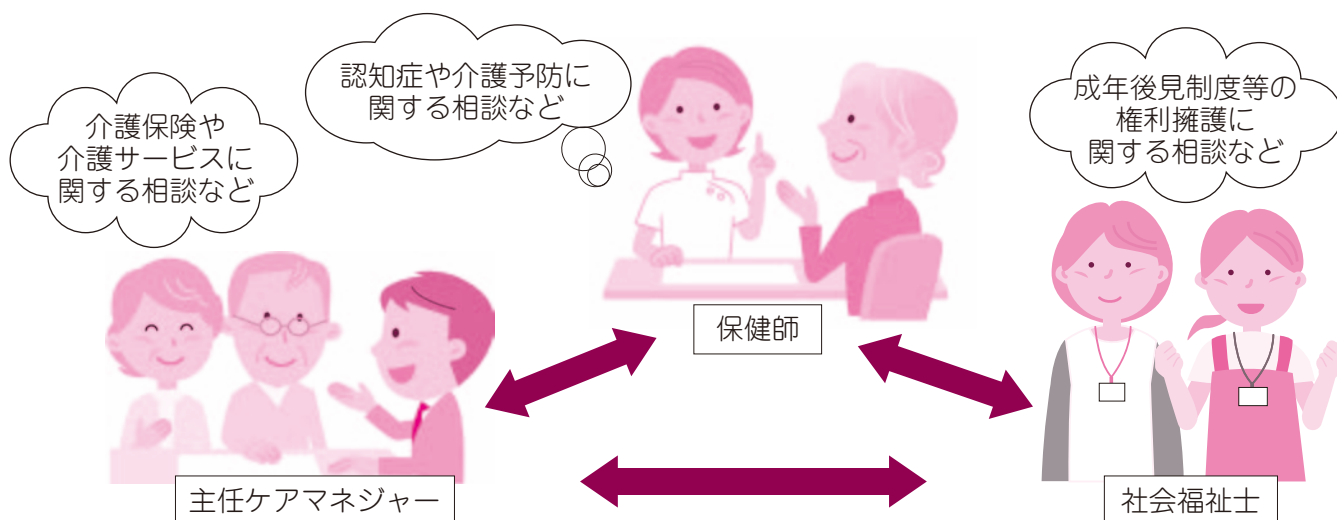 介護保険や
介護サービスに
関する相談など
認知症や介護予防に
関する相談など
成年後見制度等の
権利擁護に
関する相談など
保健師
主任ケアマネジャー
社会福祉士